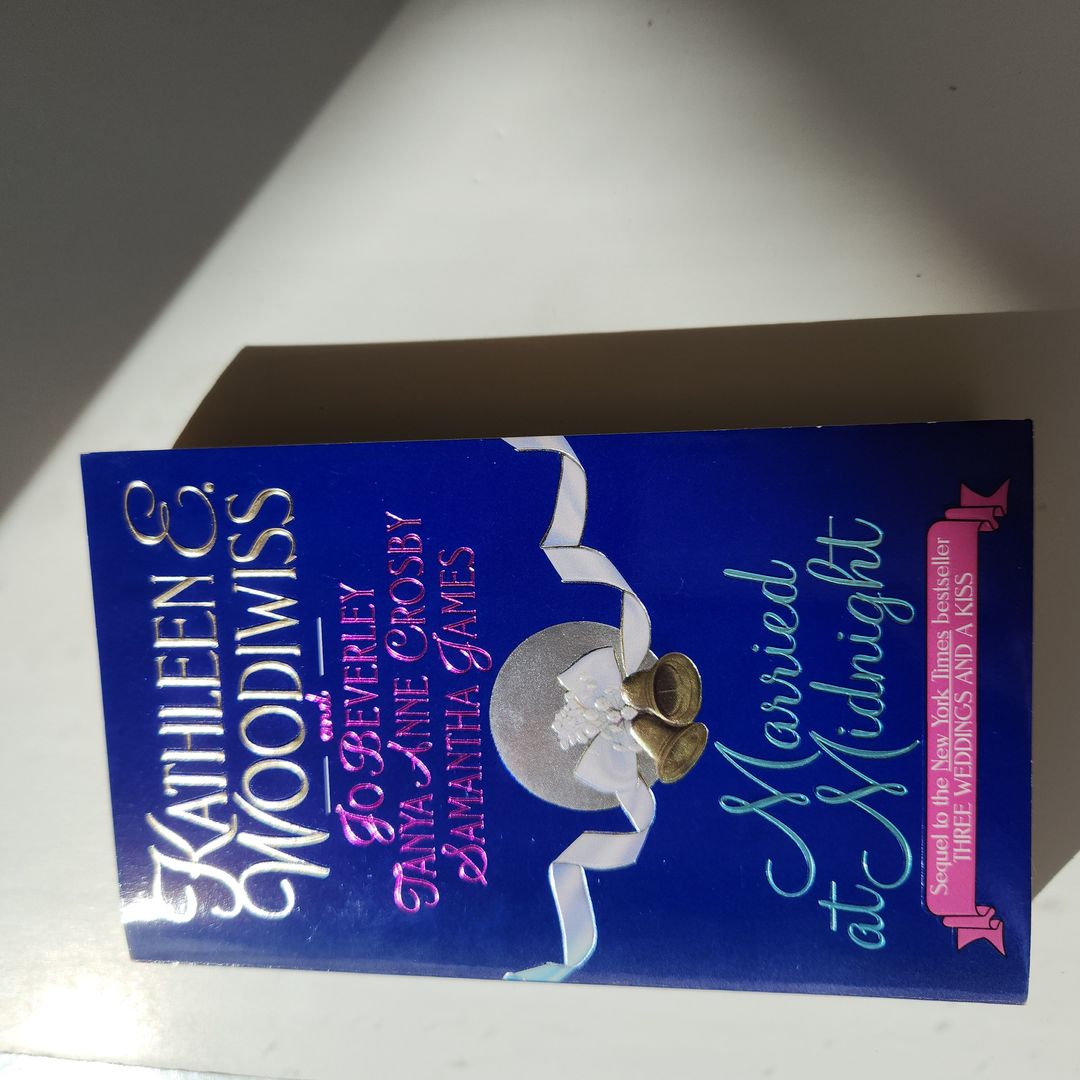 KATHLEEN E.
WOODIWISS
and
JO BEVERLEY
TANYA ANNE CROSBY
SAMANTHA JAMES
Married
at Midnight
Sequel to the New York Times bestseller
THREE WEDDINGS AND A KISS